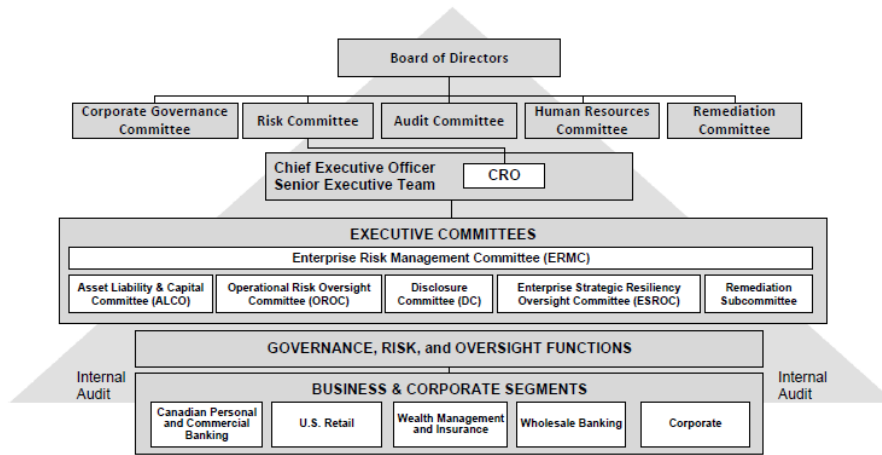 Board of Directors
Corporate Governance
Committee
Risk Committee
Audit Committee
Human Resources
Committee
Remediation
Committee
Chief Executive Officer
Senior Executive Team
CRO
EXECUTIVE COMMITTEES
Enterprise Risk Management Committee (ERMC)
Asset Liability & Capital
Committee (ALCO)
Operational Risk Oversight
Committee (OROC)
Disclosure
Committee (DC)
Enterprise Strategic Resiliency
Oversight Committee (ESROC)
Remediation
Subcommittee
GOVERNANCE, RISK, and OVERSIGHT FUNCTIONS
Internal
Audit
BUSINESS & CORPORATE SEGMENTS
Internal
Audit
Canadian Personal
and Commercial
Banking
U.S. Retail
Wealth Management
and Insurance
Wholesale Banking
Corporate